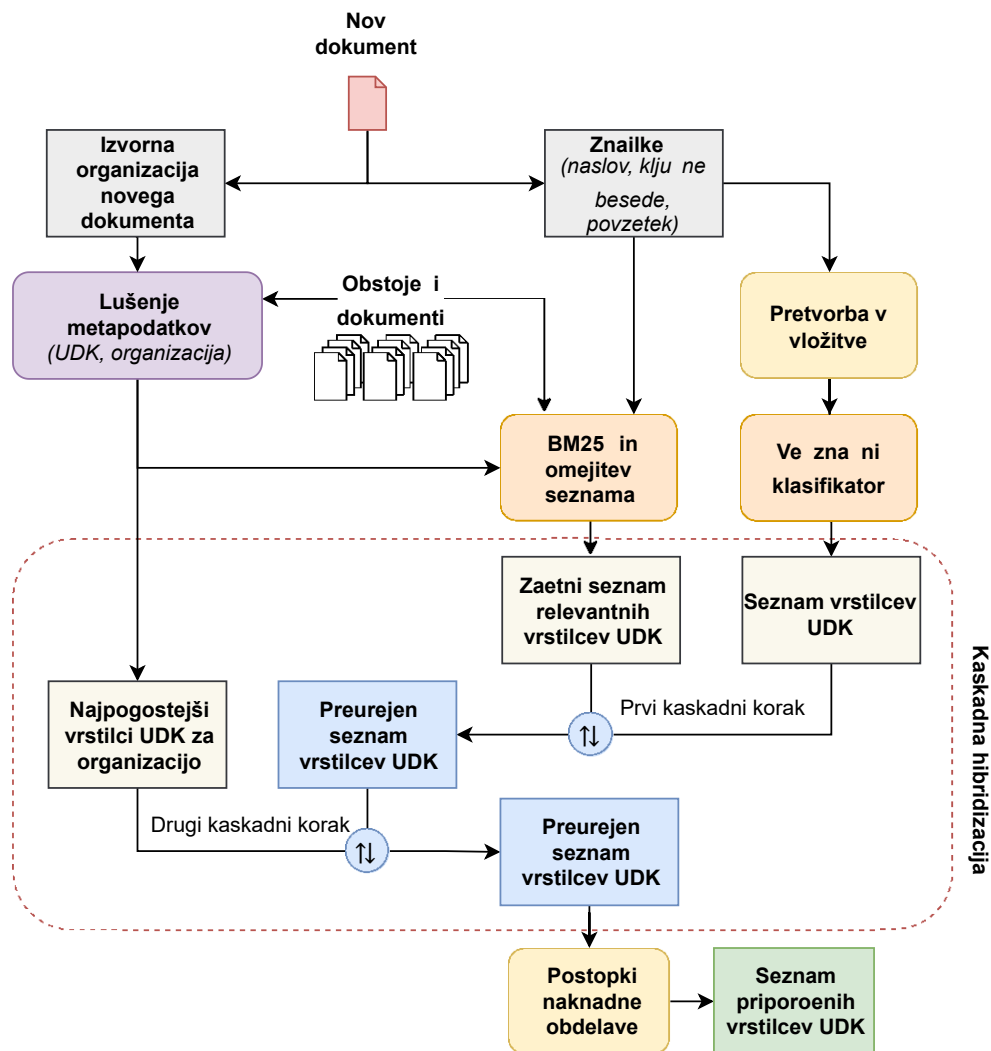 Nov
dokument
Izvorna
organizacija
novega
dokumenta
Znailke
(naslov, klju ne
besede,
povzetek)
Lušenje
metapodatkov
(UDK, organizacija)
Obstoje i
dokumenti
Pretvorba v
vložitve
BM25 in
omejitev
seznama
Ve zna ni
klasifikator
Zaetni seznam
relevantnih
vrstilcev UDK
Seznam vrstilcev
UDK
Kaskadna hibridizacija
Najpogostejši
vrstilci UDK za
organizacijo
Preurejen
seznam
vrstilcev UDK
Prvi kaskadni korak
Drugi kaskadni korak
Preurejen
seznam
vrstilcev UDK
Postopki
naknadne
obdelave
Seznam
priporoenih
vrstilcev UDK